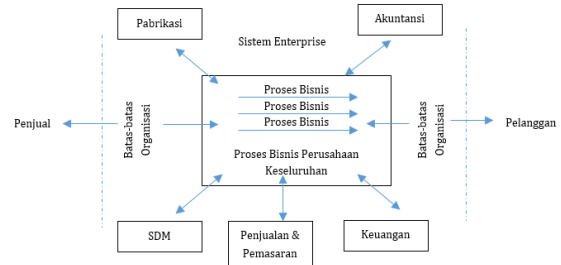 Pabrikasi
Akuntansi
Sistem Enterprise
Penjual
Batas-batas
Organisasi
Proses Bisnis
Proses Bisnis
Proses Bisnis
Proses Bisnis Perusahaan
Keseluruhan
Batas-batas
Organisasi
Pelanggan
SDM
Penjualan &
Pemasaran
Keuangan